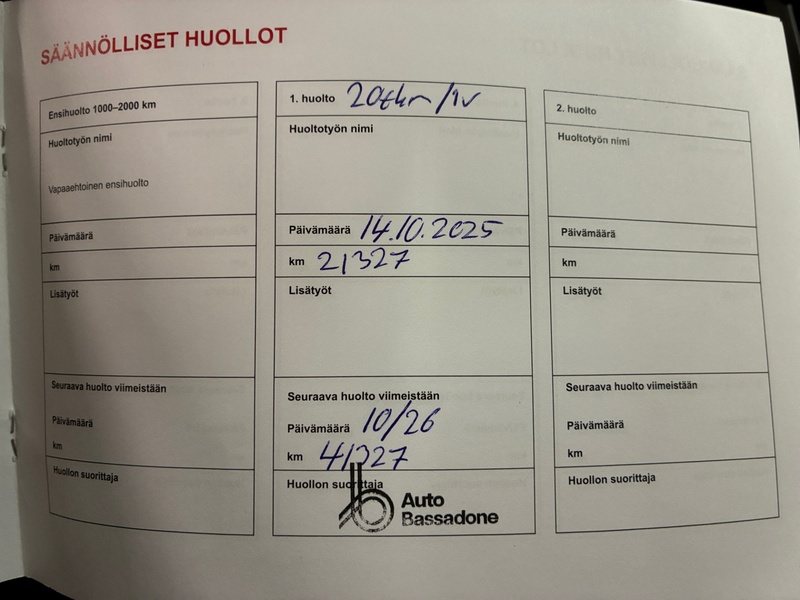 SÄÄNNÖLLISET HUOLLOT
Ensihuolto 1000–2000 km
Huoltotyön nimi
Vapaaehtoinen ensihuolto
Päivämäärä
km
Lisätyöt
Seuraava huolto viimeistään
Päivämäärä
km
Huollon suorittaja
1. huolto 20tkm/1v
Huoltotyön nimi
Päivämäärä 14.10.2025
km 21327
Lisätyöt
Seuraava huolto viimeistään
Päivämäärä 10/26
km 41327
Huollon suorittaja
Auto
Bassadone
2. huolto
Huoltotyön nimi
Päivämäärä
km
Lisätyöt
Seuraava huolto viimeistään
Päivämäärä
km
Huollon suorittaja